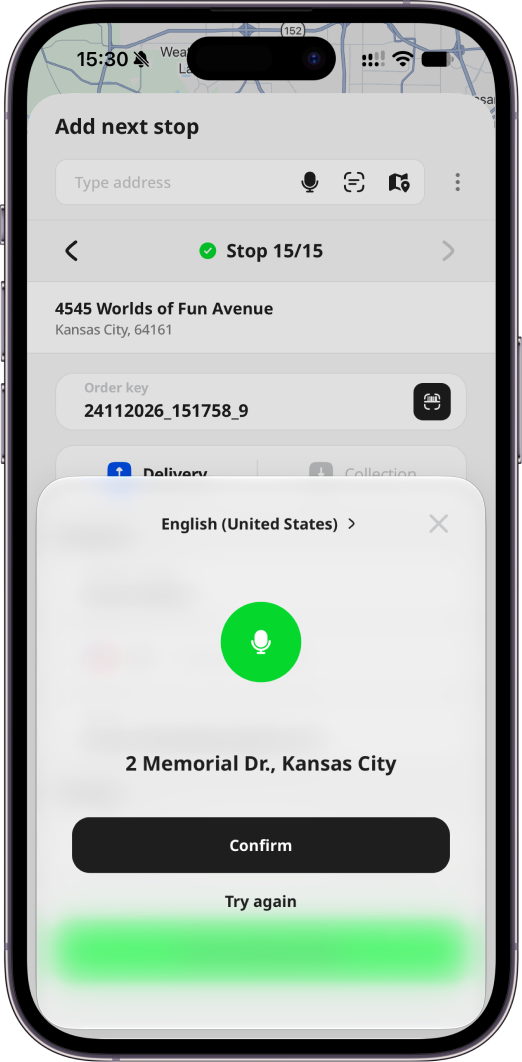 15:30
152
Add next stop
Type address
Stop 15/15
4545 Worlds of Fun Avenue
Kansas City, 64161
Order key
24112026_151758_9
Delivery
Collection
English (United States)
2 Memorial Dr., Kansas City
Confirm
Try again